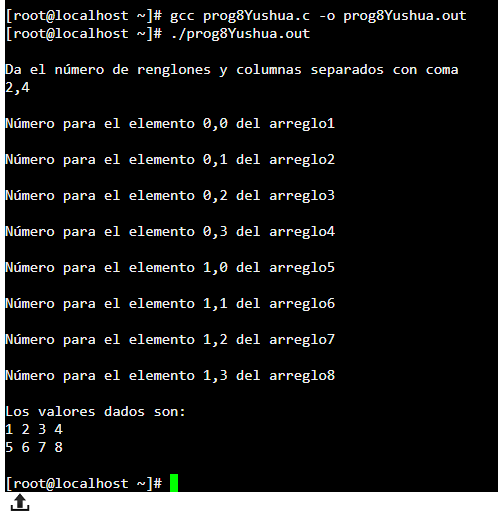 [root@localhost ~]# gcc prog8Yushua.c -o prog8Yushua.out
[root@localhost ~]# ./prog8Yushua.out
Da el número de renglones y columnas separados con coma
2,4
Número para el elemento 0,0 del arreglo1
Número para el elemento 0,1 del arreglo2
Número para el elemento 0,2 del arreglo3
Número para el elemento 0,3 del arreglo4
Número para el elemento 1,0 del arreglo5
Número para el elemento 1,1 del arreglo6
Número para el elemento 1,2 del arreglo7
Número para el elemento 1,3 del arreglo8
Los valores dados son:
1 2 3 4
5 6 7 8
[root@localhost ~]#